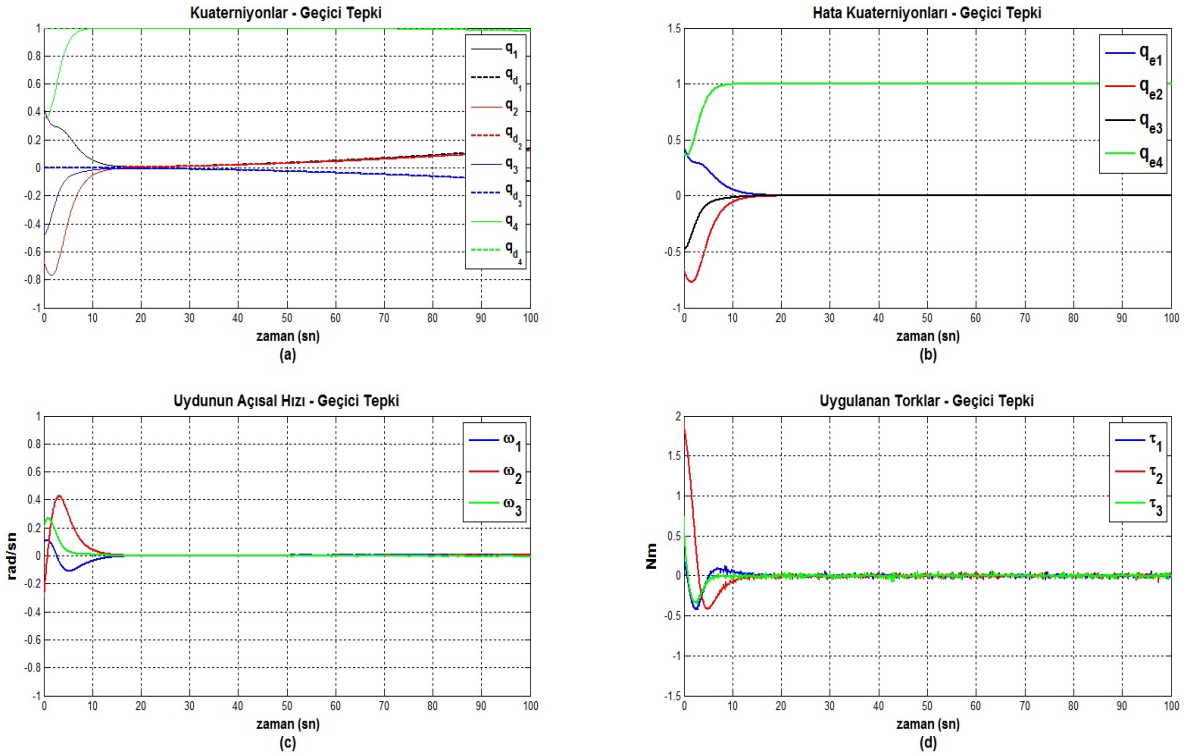 Kuaterniyonlar - Geçici Tepki
1
0.8
0.6
0.4
0.2
0
-0.2
-0.4
-0.6
-0.8
-1
0 10 20 30 40 50 60 70 80 90 100
q1
qd1
q2
qd2
q3
qd3
q4
qd4
zaman (sn)
(a)
Hata Kuaterniyonları - Geçici Tepki
1.5
1
0.5
0
-0.5
-1
0 10 20 30 40 50 60 70 80 90 100
qe1
qe2
qe3
qe4
zaman (sn)
(b)
Uydunun Açısal Hızı - Geçici Tepki
rad/sn
1
0.8
0.6
0.4
0.2
0
-0.2
-0.4
-0.6
-0.8
-1
0 10 20 30 40 50 60 70 80 90 100
ω1
ω2
ω3
zaman (sn)
(c)
Uygulanan Torklar - Geçici Tepki
Nm
2
1.5
1
0.5
0
-0.5
-1
-1.5
0 10 20 30 40 50 60 70 80 90 100
τ1
τ2
τ3
zaman (sn)
(d)